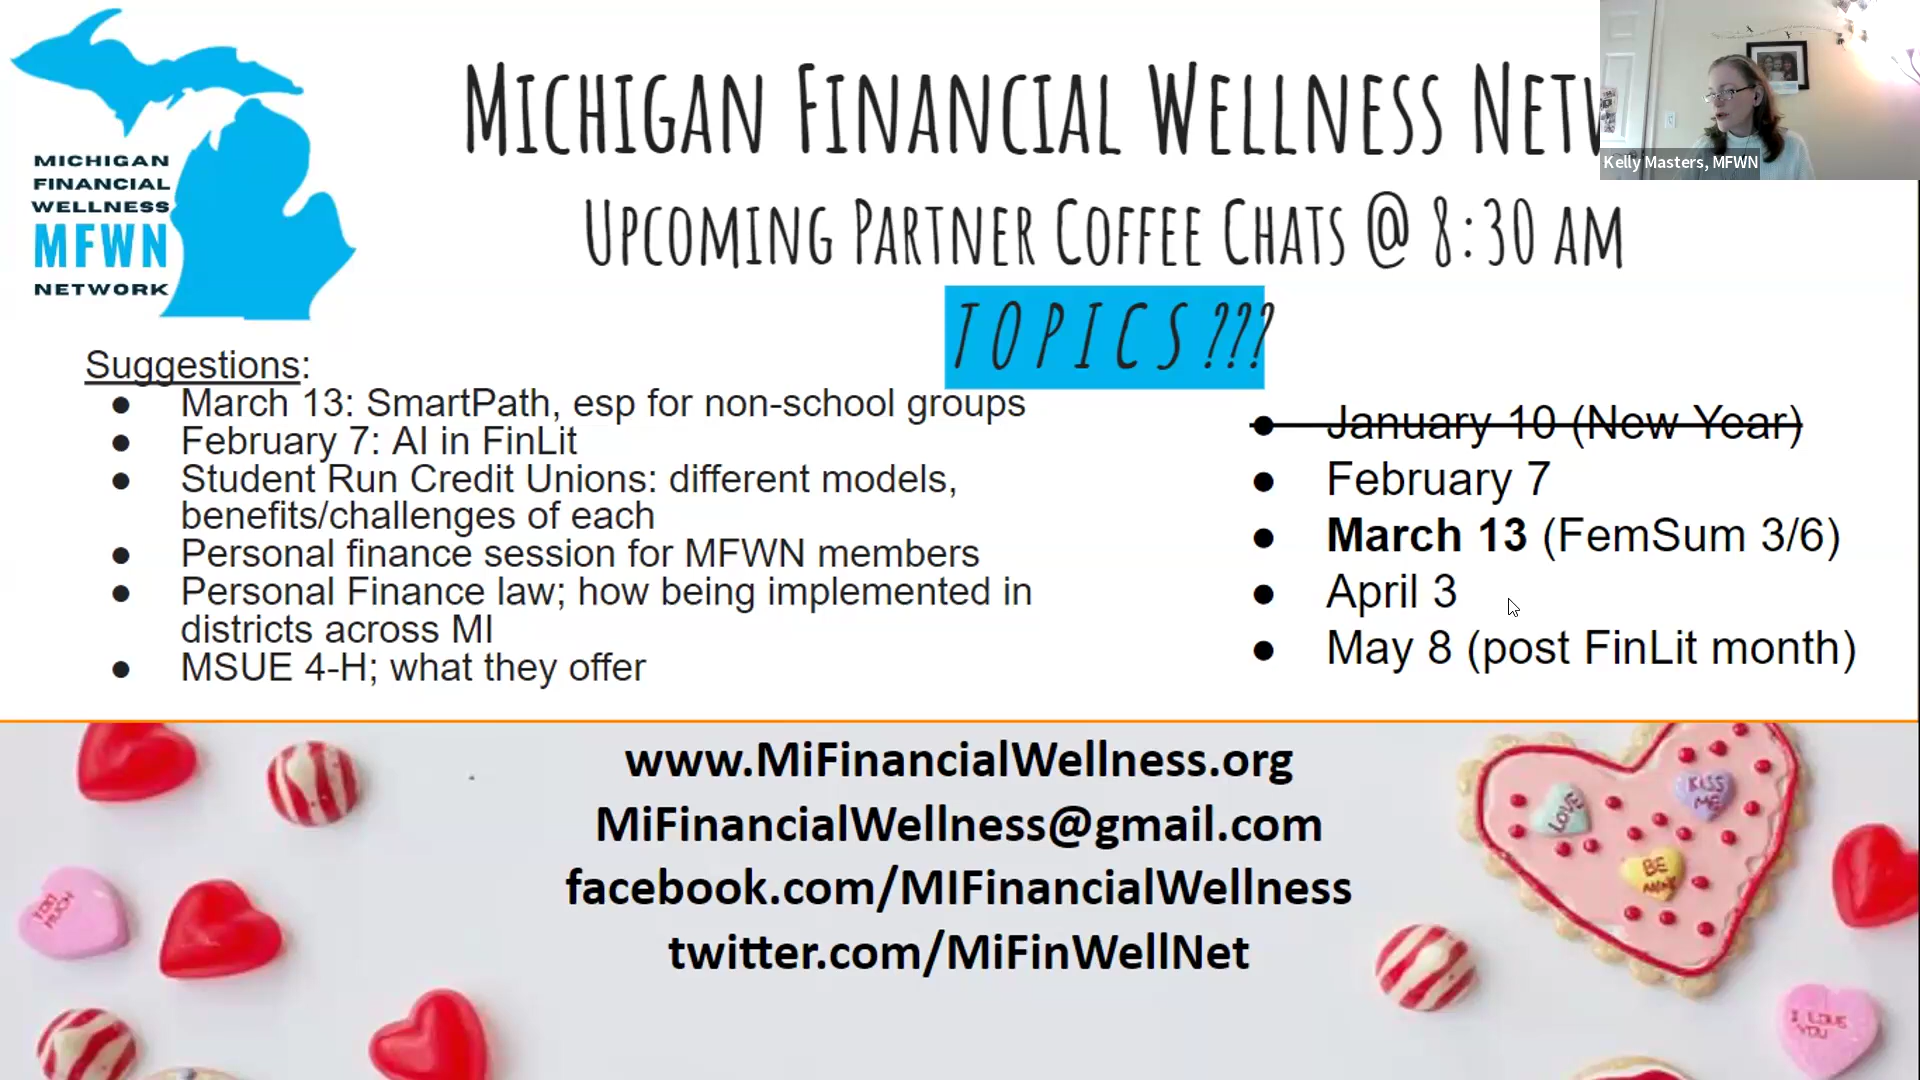 MICHIGAN FINANCIAL WELLNESS NETW
Kelly Masters, MFWN
UPCOMING PARTNER COFFEE CHATS @ 8:30 AM
TOPICS???
MICHIGAN
FINANCIAL
WELLNESS
MFWN
NETWORK
Suggestions:
● March 13: SmartPath, esp for non-school groups
● February 7: AI in FinLit
● Student Run Credit Unions: different models,
benefits/challenges of each
● Personal finance session for MFWN members
● Personal Finance law; how being implemented in
districts across MI
● MSUE 4-H; what they offer
● January 10 (New Year)
● February 7
● March 13 (FemSum 3/6)
● April 3
● May 8 (post FinLit month)
www.MiFinancialWellness.org
MiFinancialWellness@gmail.com
facebook.com/MIFinancialWellness
twitter.com/MiFinWellNet
LOVE
KISS
ME
BE
MUCH
I LOVE
YOU